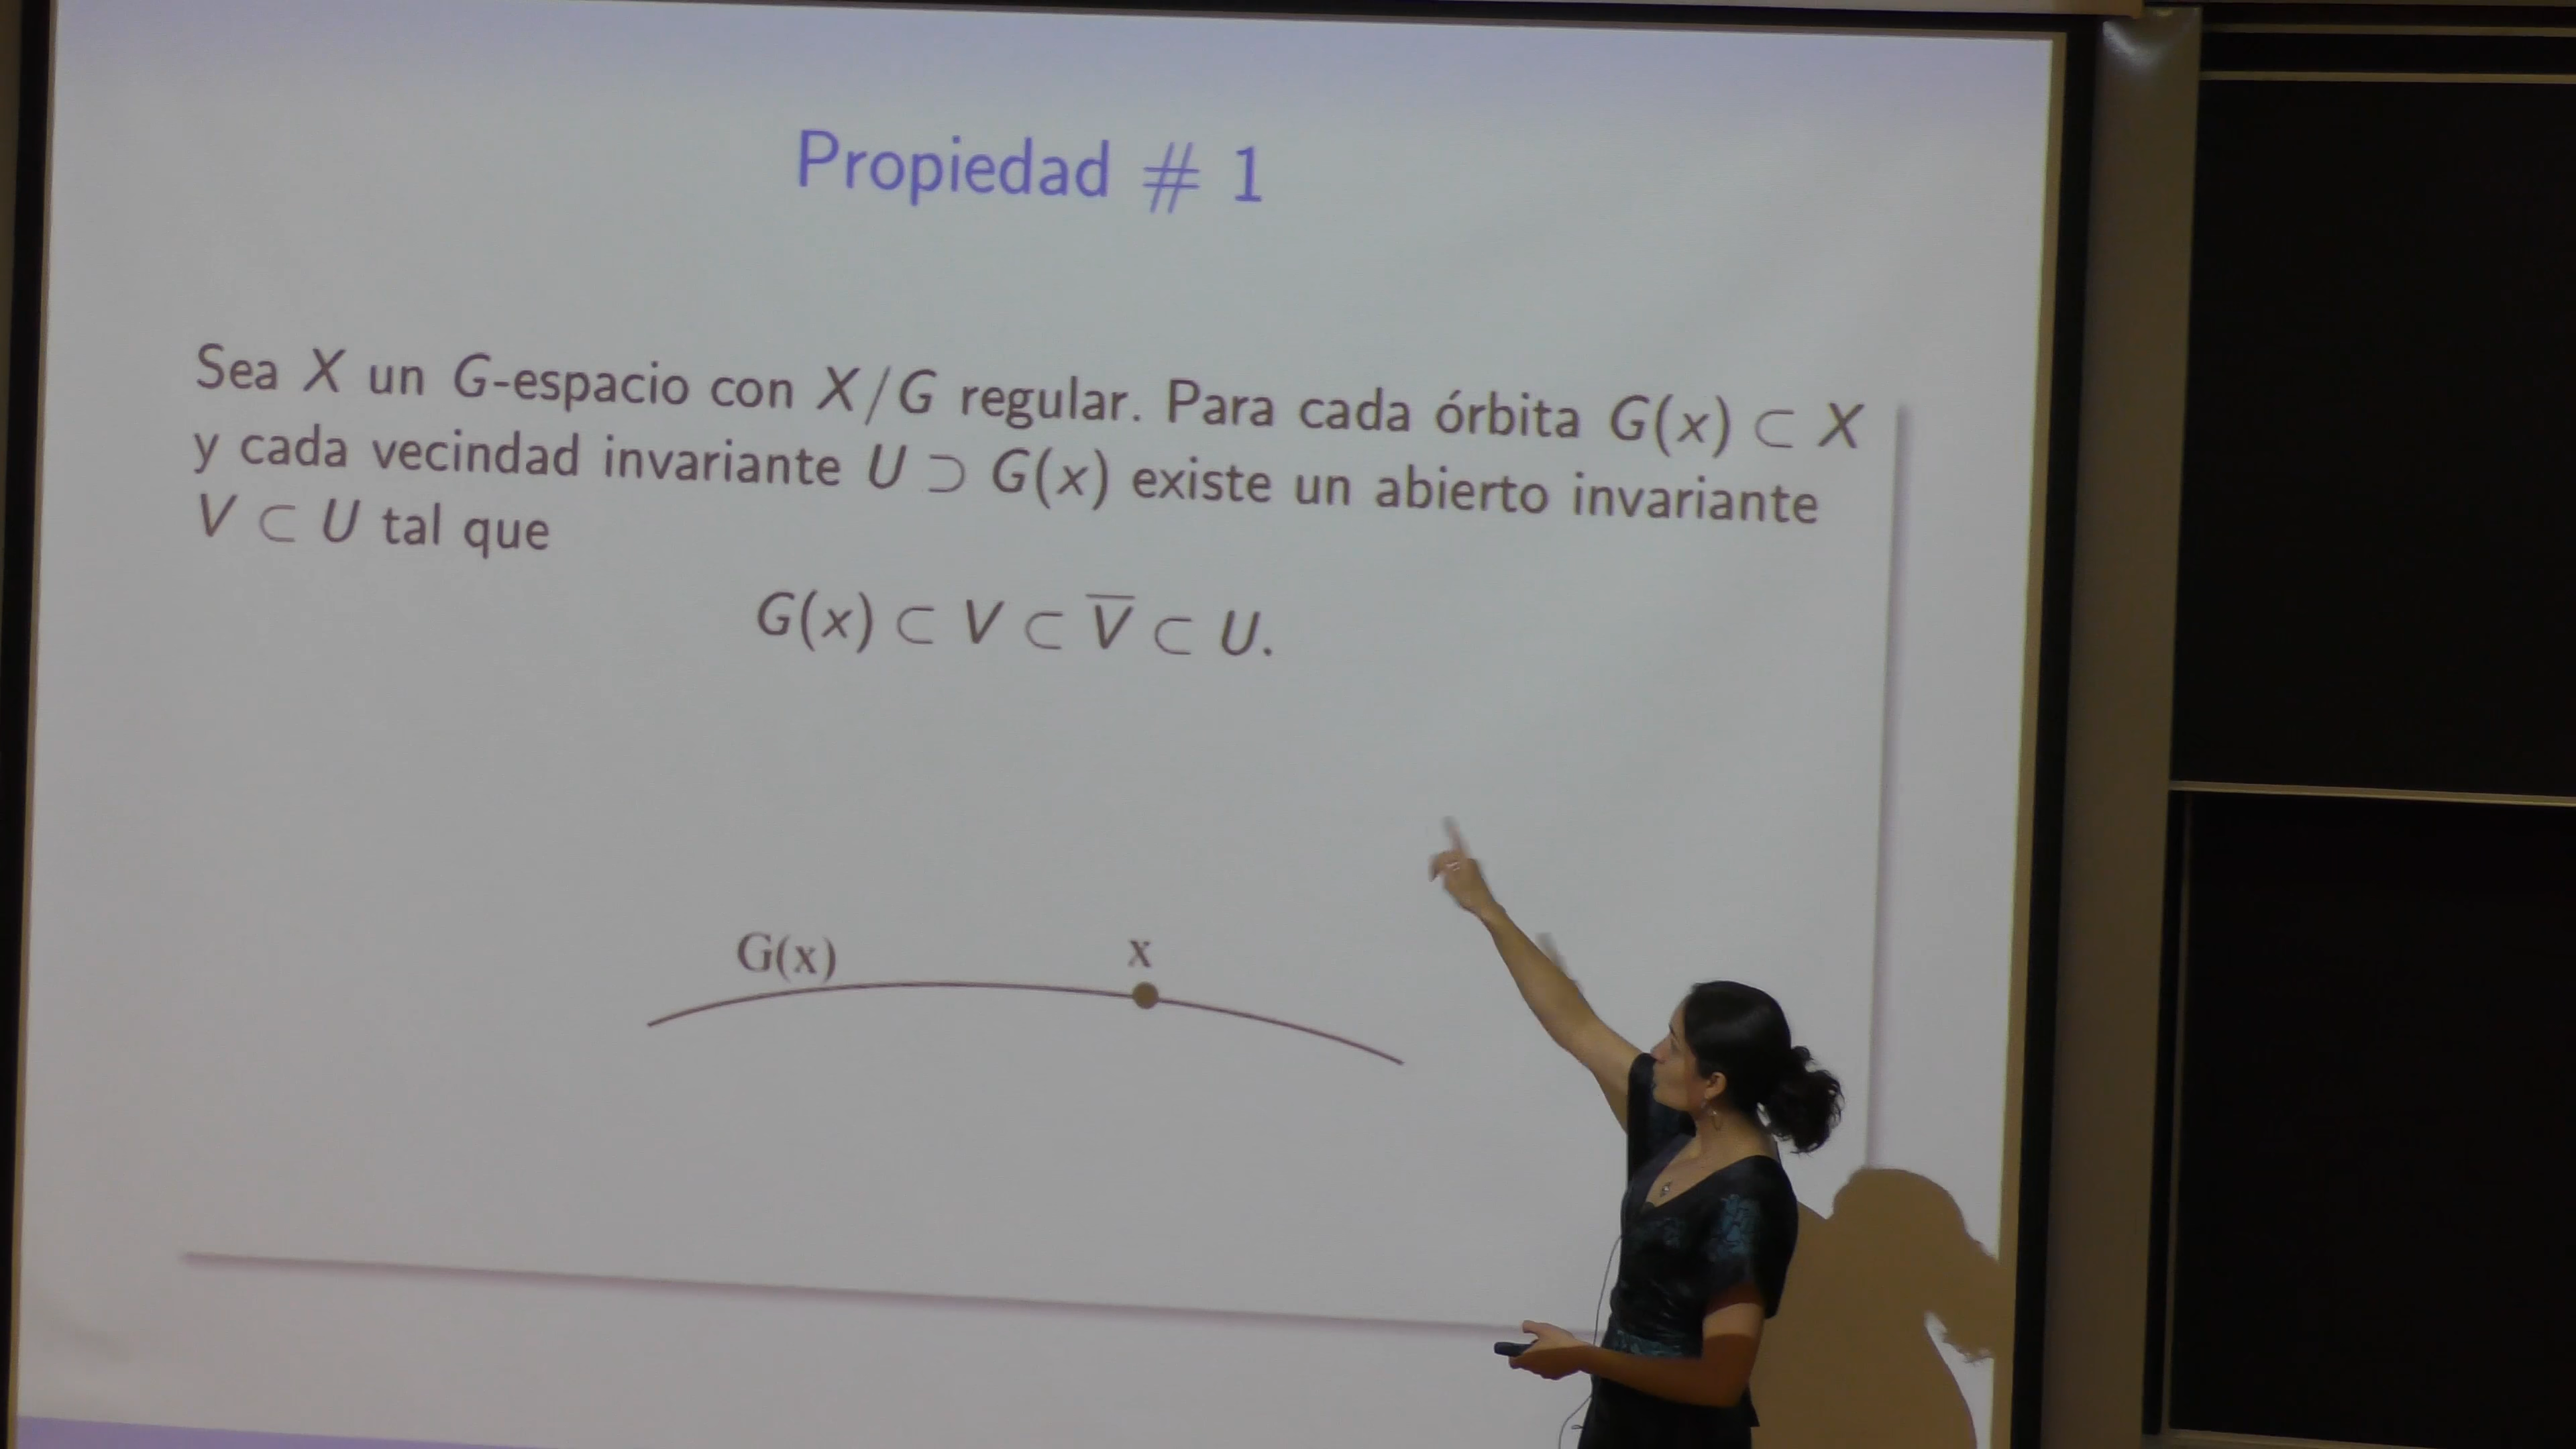 Propiedad # 1
Sea X un G-espacio con X/G regular. Para cada órbita G(x) ⊂ X
y cada vecindad invariante U ⊃ G(x) existe un abierto invariante
V ⊂ U tal que
G(x) ⊂ V ⊂ V̅ ⊂ U.
G(x) x